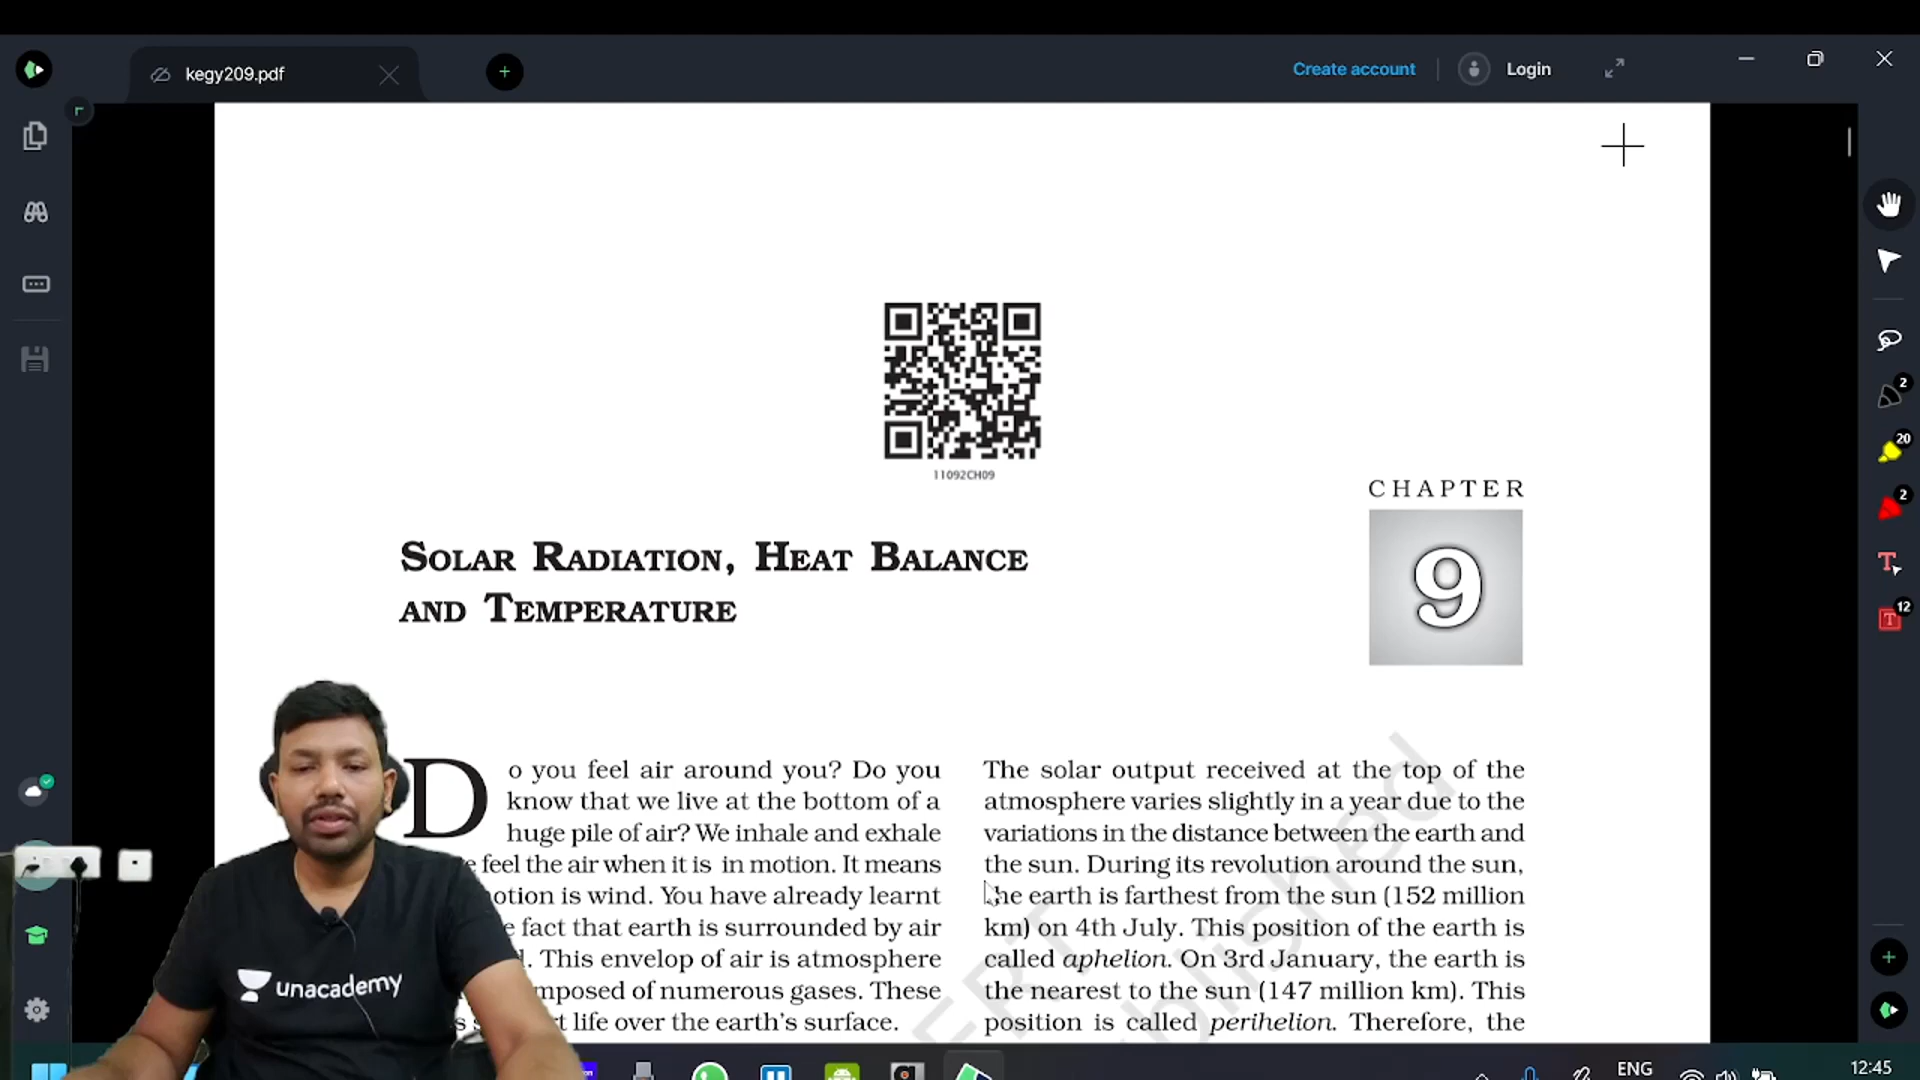 kegy209.pdf
Create account
Login
2
20
2
12
11092CH09
CHAPTER
9
SOLAR RADIATION, HEAT BALANCE
AND TEMPERATURE
Do you feel air around you? Do you
know that we live at the bottom of a
huge pile of air? We inhale and exhale
feel the air when it is in motion. It means
motion is wind. You have already learnt
fact that earth is surrounded by air
. This envelop of air is atmosphere
composed of numerous gases. These
life over the earth's surface.
The solar output received at the top of the
atmosphere varies slightly in a year due to the
variations in the distance between the earth and
the sun. During its revolution around the sun,
the earth is farthest from the sun (152 million
km) on 4th July. This position of the earth is
called aphelion. On 3rd January, the earth is
the nearest to the sun (147 million km). This
position is called perihelion. Therefore, the
unacademy
ENG
12:45